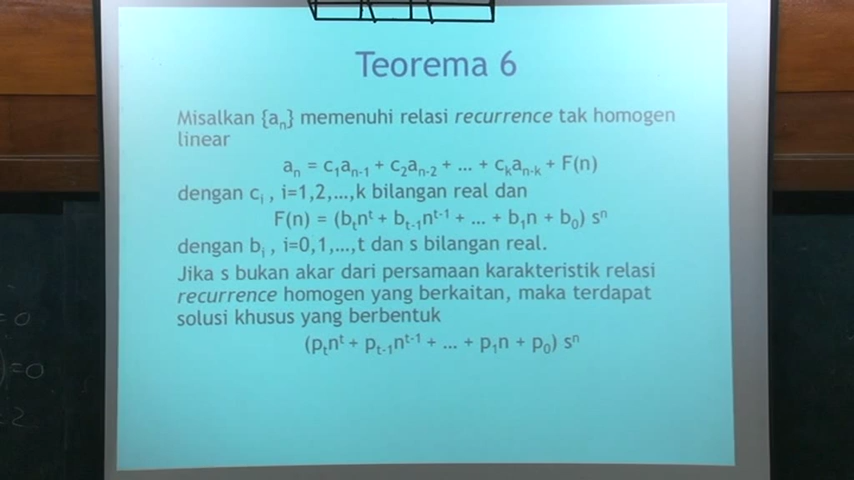 Teorema 6
Misalkan {aₙ} memenuhi relasi recurrence tak homogen
linear
aₙ = c₁aₙ₋₁ + c₂aₙ₋₂ + ... + cₖaₙ₋ₖ + F(n)
dengan cᵢ , i=1,2,...,k bilangan real dan
F(n) = (bₜnᵗ + bₜ₋₁nᵗ⁻¹ + ... + b₁n + b₀) sⁿ
dengan bᵢ , i=0,1,...,t dan s bilangan real.
Jika s bukan akar dari persamaan karakteristik relasi
recurrence homogen yang berkaitan, maka terdapat
solusi khusus yang berbentuk
(pₜnᵗ + pₜ₋₁nᵗ⁻¹ + ... + p₁n + p₀) sⁿ
= 0
)=0
2